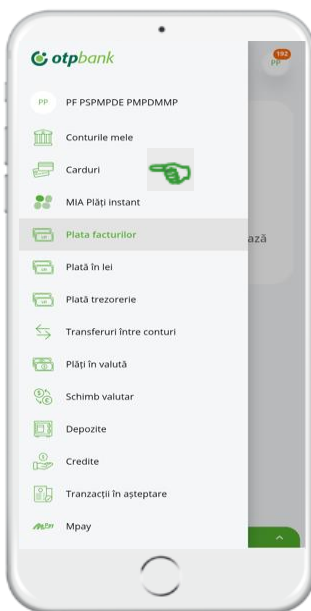 otpbank
192
PP
PP PF PSPMPDE PMPDMMP
Conturile mele
Carduri
MIA Plăți instant
Plata facturilor
ază
Plată în lei
Plată trezorerie
Transferuri între conturi
Plăți în valută
Schimb valutar
Depozite
Credite
Tranzacții în așteptare
Mpay